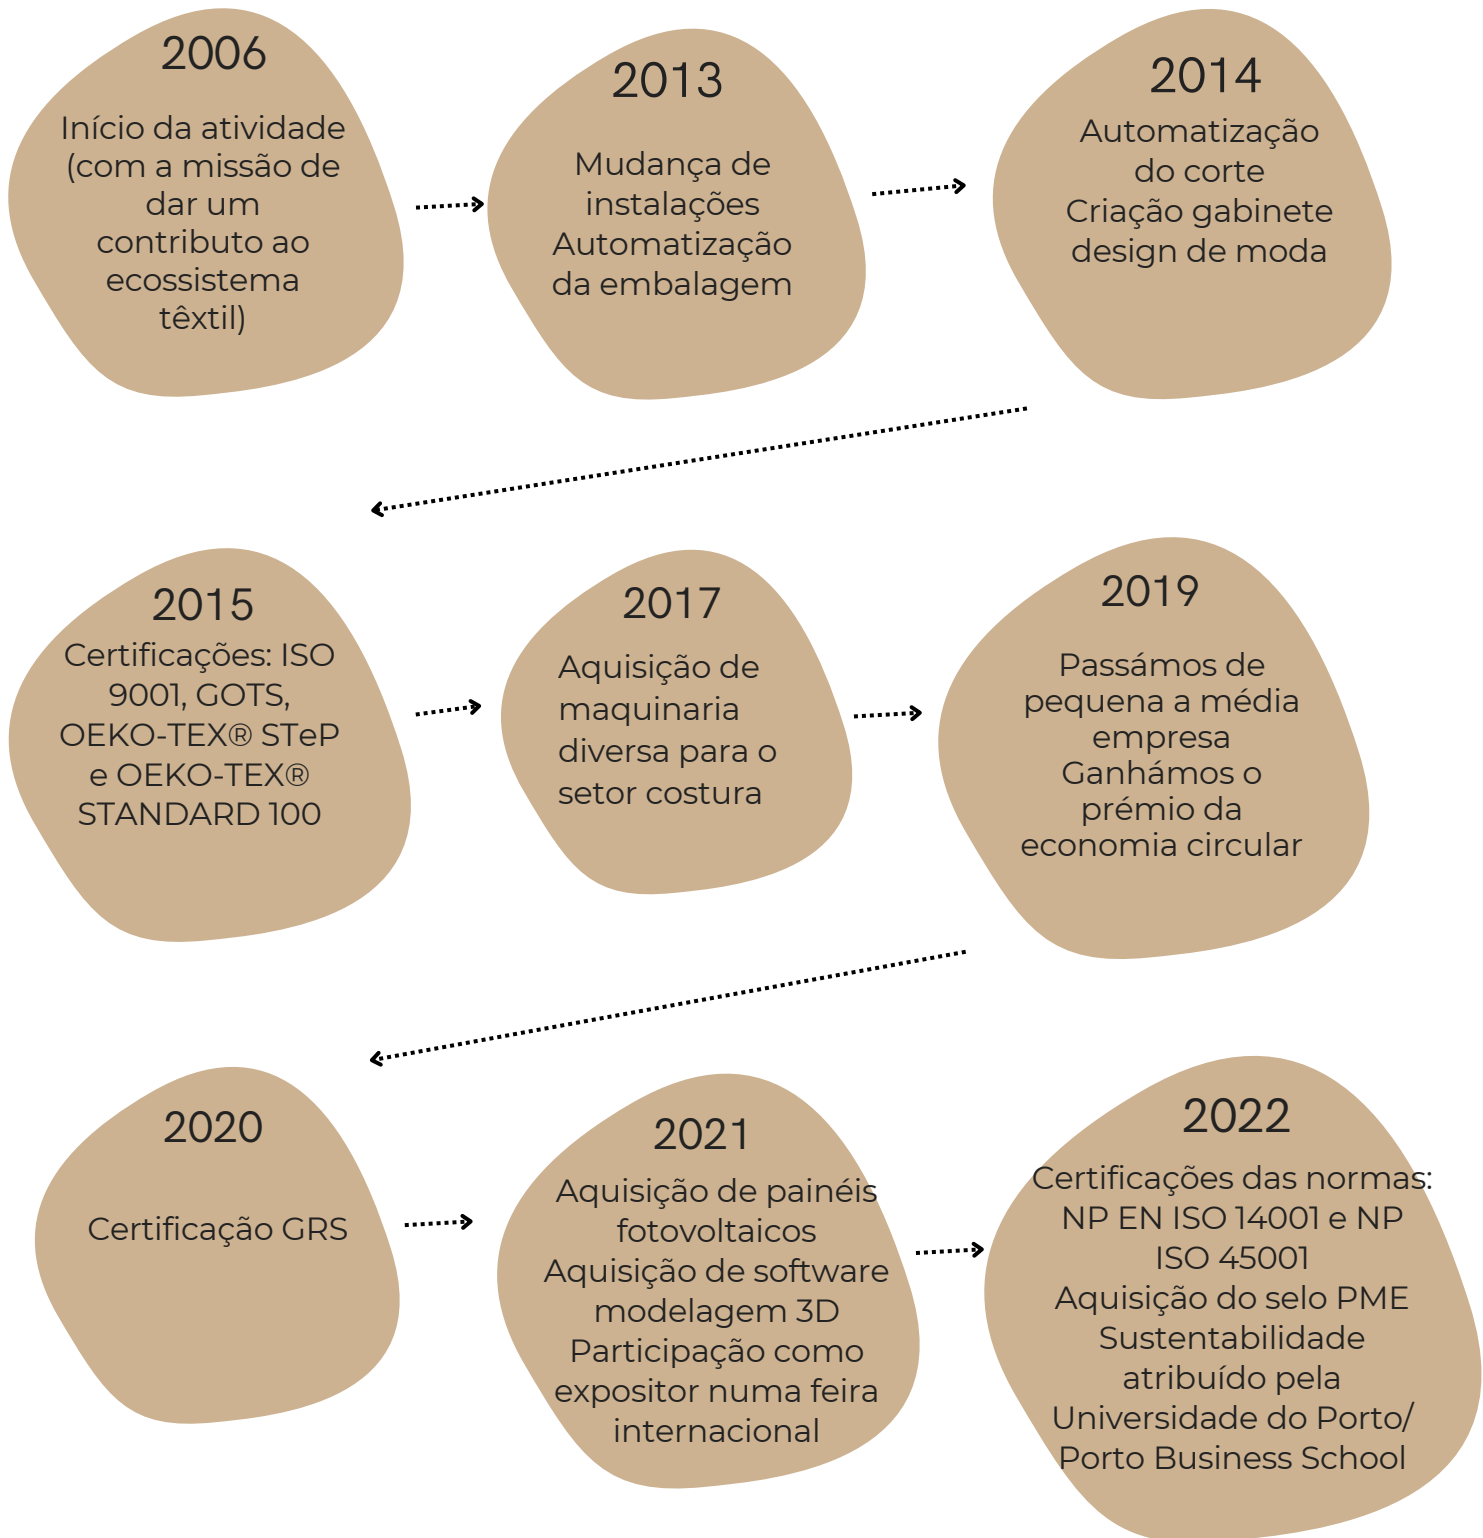 2006
Início da atividade
(com a missão de
dar um
contributo ao
ecossistema
têxtil)
2013
Mudança de
instalações
Automatização
da embalagem
2014
Automatização
do corte
Criação gabinete
design de moda
2015
Certificações: ISO
9001, GOTS,
OEKO-TEX® STeP
e OEKO-TEX®
STANDARD 100
2017
Aquisição de
maquinaria
diversa para o
setor costura
2019
Passámos de
pequena a média
empresa
Ganhámos o
prémio da
economia circular
2020
Certificação GRS
2021
Aquisição de painéis
fotovoltaicos
Aquisição de software
modelagem 3D
Participação como
expositor numa feira
internacional
2022
Certificações das normas:
NP EN ISO 14001 e NP
ISO 45001
Aquisição do selo PME
Sustentabilidade
atribuído pela
Universidade do Porto/
Porto Business School